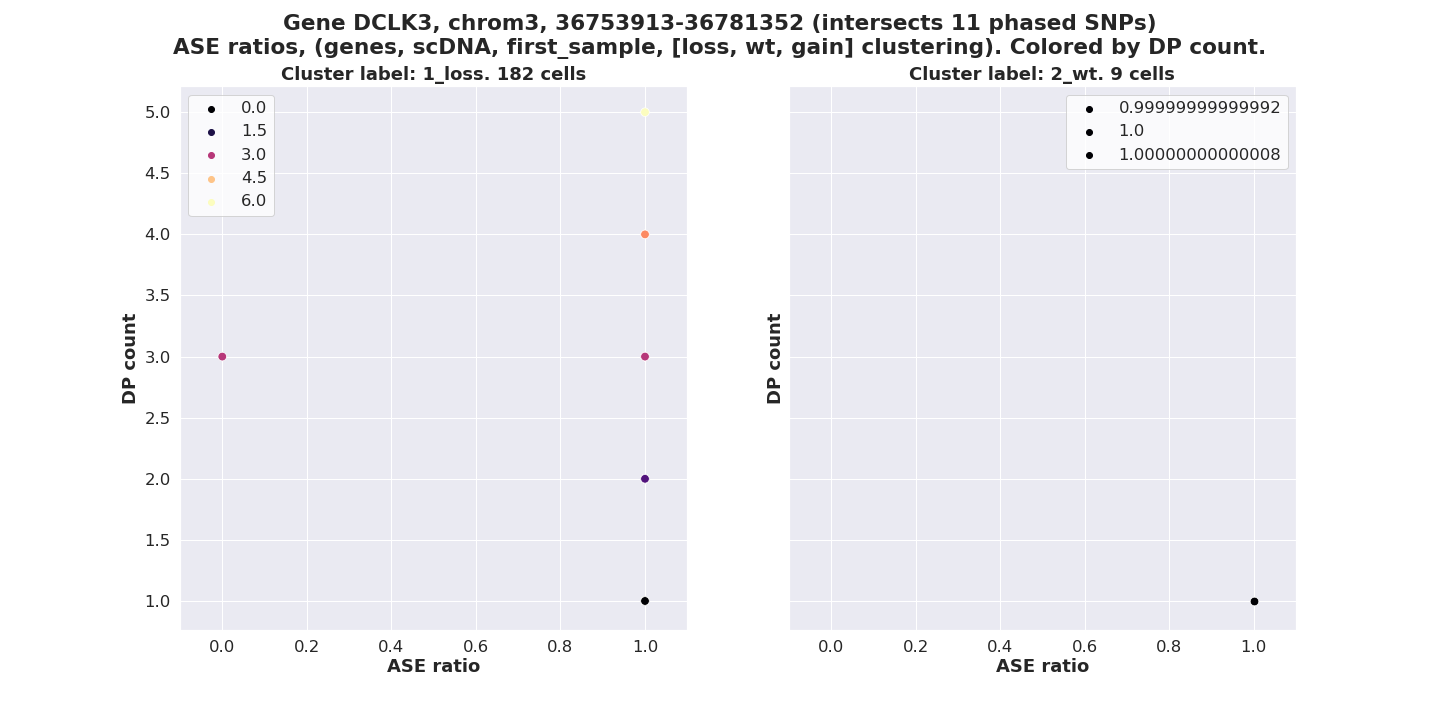 Gene DCLK3, chrom3, 36753913-36781352 (intersects 11 phased SNPs)
ASE ratios, (genes, scDNA, first_sample, [loss, wt, gain] clustering). Colored by DP count.
Cluster label: 1_loss. 182 cells
0.0
1.5
3.0
4.5
6.0
5.0
4.5
4.0
3.5
3.0
2.5
2.0
1.5
1.0
DP count
0.0 0.2 0.4 0.6 0.8 1.0
ASE ratio
Cluster label: 2_wt. 9 cells
0.99999999999992
1.0
1.00000000000008
DP count
0.0 0.2 0.4 0.6 0.8 1.0
ASE ratio